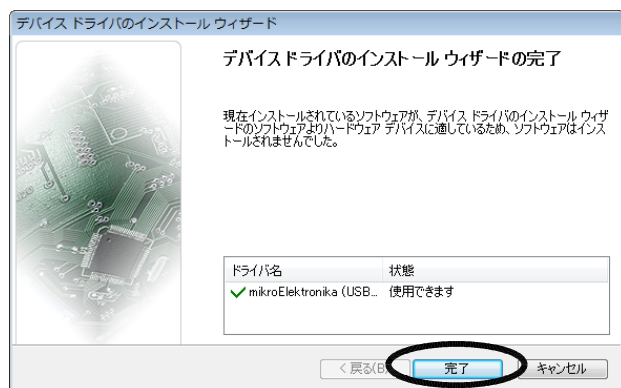 デバイス ドライバのインストール ウィザード
デバイス ドライバのインストール ウィザードの完了
現在インストールされているソフトウェアが、デバイス ドライバのインストール ウィザ
ードのソフトウェアよりハードウェア デバイスに適しているため、ソフトウェアはインス
トールされませんでした。
ドライバ名 状態
mikroElektronika (USB... 使用できます
< 戻る(B) 完了 キャンセル